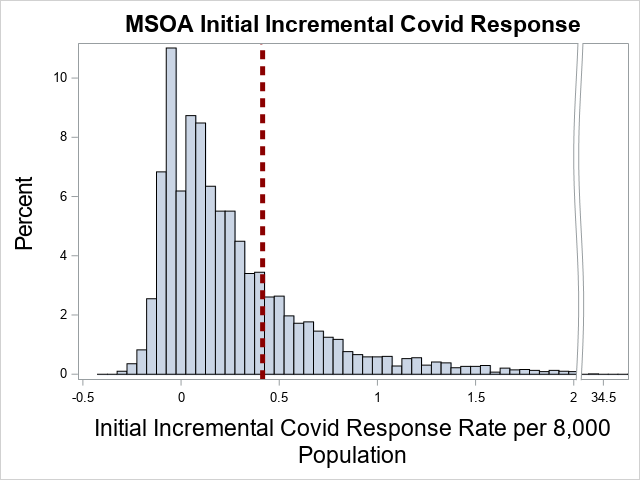 MSOA Initial Incremental Covid Response
10
8
6
4
2
0
Percent
-0.5 0 0.5 1 1.5 2 34.5
Initial Incremental Covid Response Rate per 8,000
Population